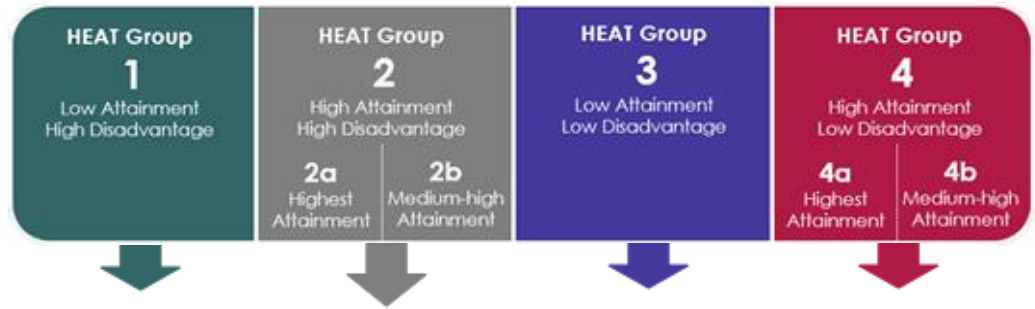 HEAT Group
1
Low Attainment
High Disadvantage
HEAT Group
2
High Attainment
High Disadvantage
2a
Highest
Attainment
2b
Medium-high
Attainment
HEAT Group
3
Low Attainment
Low Disadvantage
HEAT Group
4
High Attainment
Low Disadvantage
4a
Highest
Attainment
4b
Medium-high
Attainment